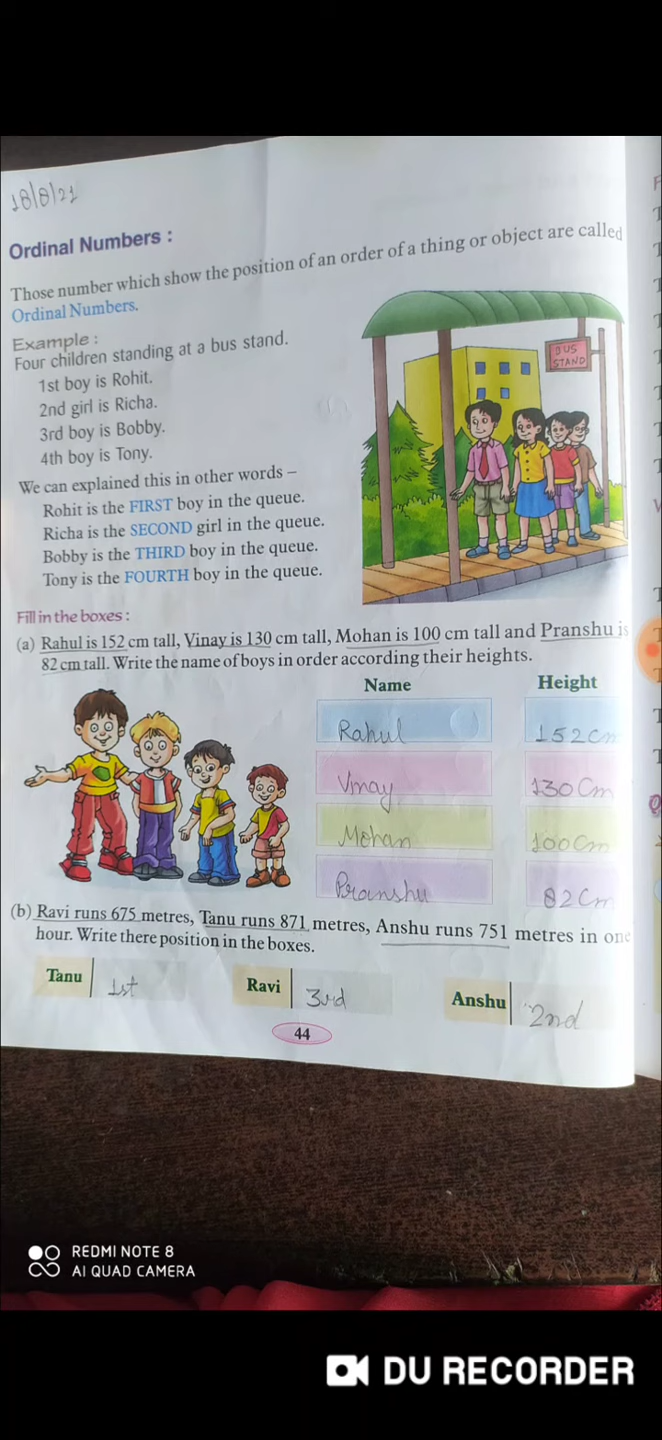 18/8/21
Ordinal Numbers :
Those number which show the position of an order of a thing or object are called
Ordinal Numbers.
Example :
Four children standing at a bus stand.
1st boy is Rohit.
2nd girl is Richa.
3rd boy is Bobby.
4th boy is Tony.
We can explained this in other words –
Rohit is the FIRST boy in the queue.
Richa is the SECOND girl in the queue.
Bobby is the THIRD boy in the queue.
Tony is the FOURTH boy in the queue.
BUS
STAND
Fill in the boxes :
(a) Rahul is 152 cm tall, Vinay is 130 cm tall, Mohan is 100 cm tall and Pranshu is
82 cm tall. Write the name of boys in order according their heights.
Name Height
Rahul 152cm
Vinay 130 Cm
Mohan 100 Cm
Pranshu 82 Cm
(b) Ravi runs 675 metres, Tanu runs 871 metres, Anshu runs 751 metres in one
hour. Write there position in the boxes.
Tanu 1st Ravi 3rd Anshu 2nd
44
REDMI NOTE 8
AI QUAD CAMERA
DU RECORDER